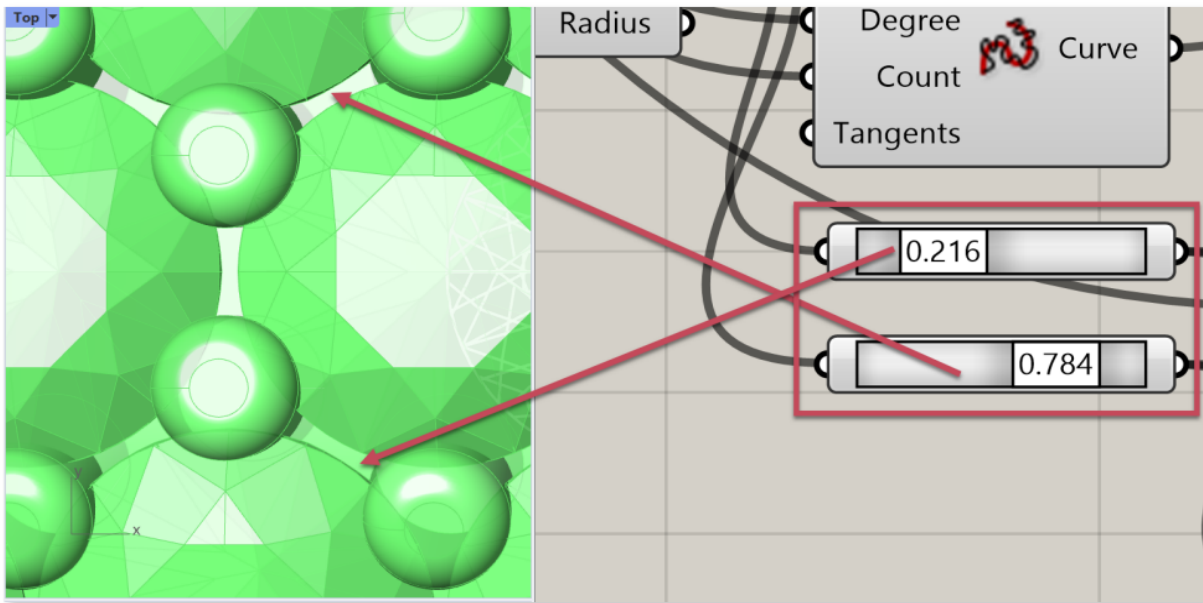 Top
y
x
Radius
Degree
Count
Curve
Tangents
0.216
0.784